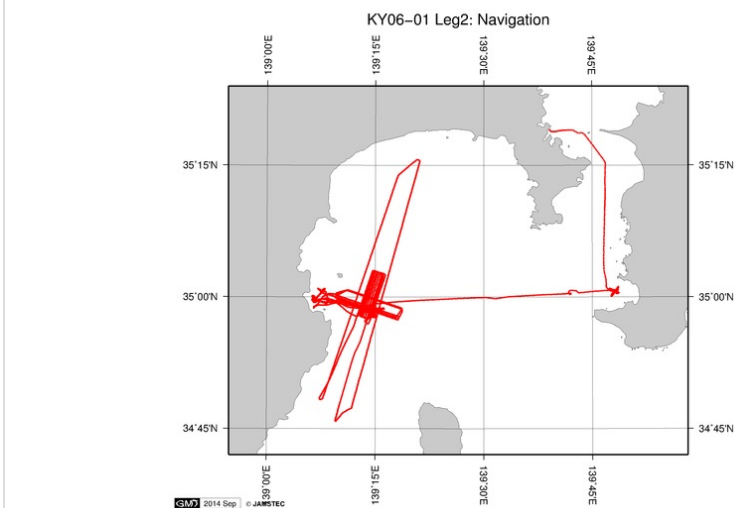 KY06−01 Leg2: Navigation
139˚00'E
139˚15'E
139˚30'E
139˚45'E
35˚15'N
35˚15'N
35˚00'N
35˚00'N
34˚45'N
34˚45'N
139˚00'E
139˚15'E
139˚30'E
139˚45'E
GMD 2014 Sep © JAMSTEC